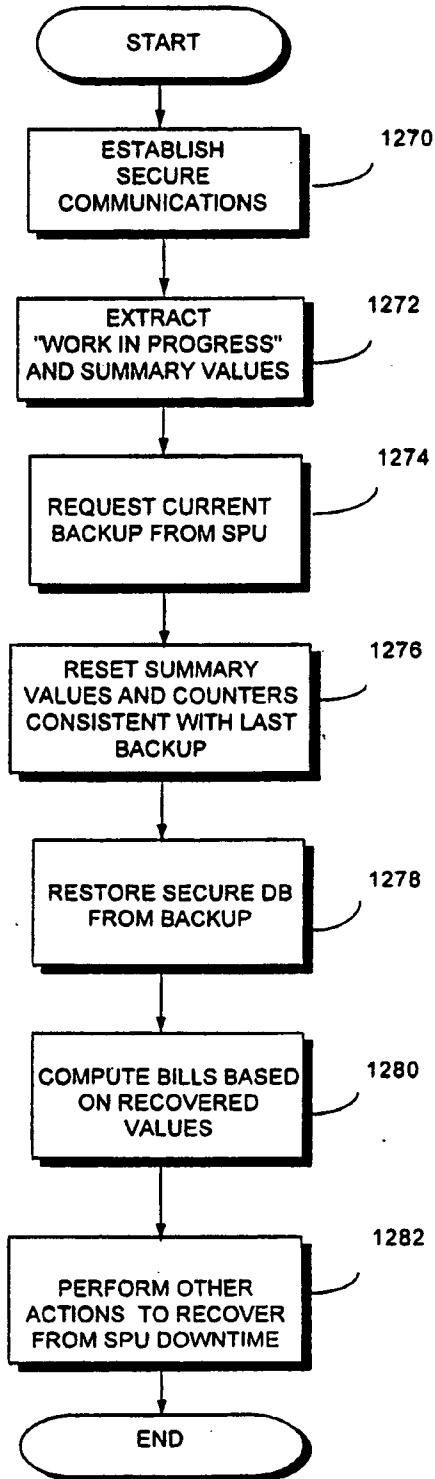 START
1270
ESTABLISH
SECURE
COMMUNICATIONS
1272
EXTRACT
"WORK IN PROGRESS"
AND SUMMARY VALUES
1274
REQUEST CURRENT
BACKUP FROM SPU
1276
RESET SUMMARY
VALUES AND COUNTERS
CONSISTENT WITH LAST
BACKUP
1278
RESTORE SECURE DB
FROM BACKUP
1280
COMPUTE BILLS BASED
ON RECOVERED
VALUES
1282
PERFORM OTHER
ACTIONS TO RECOVER
FROM SPU DOWNTIME
END